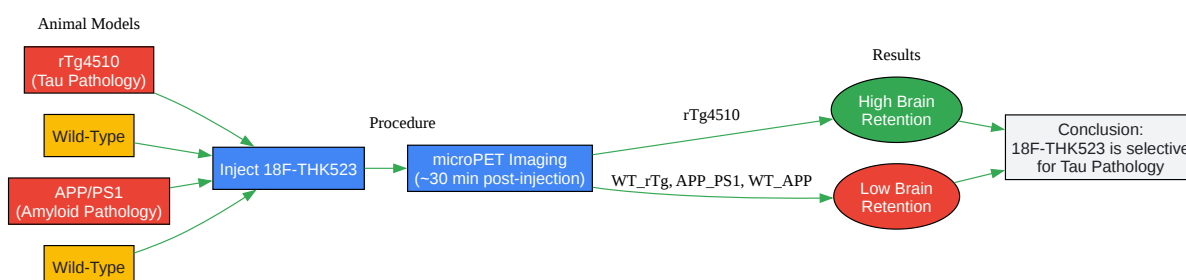 Animal Models
rTg4510
(Tau Pathology)
Wild-Type
APP/PS1
(Amyloid Pathology)
Wild-Type
Inject 18F-THK523
Procedure
microPET Imaging
(~30 min post-injection)
rTg4510
WT_rTg, APP_PS1, WT_APP
Results
High Brain
Retention
Low Brain
Retention
Conclusion:
18F-THK523 is selective
for Tau Pathology